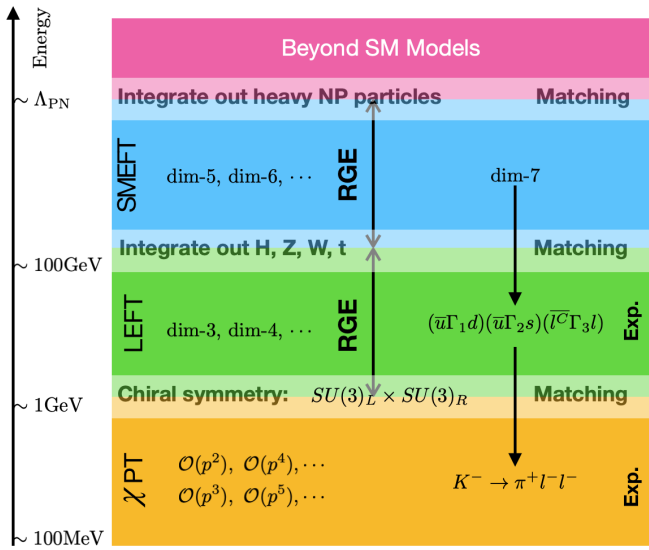 Energy
Beyond SM Models
∼ Λ_PN
Integrate out heavy NP particles Matching
SMEFT
dim-5, dim-6, ⋯
RGE
dim-7
Integrate out H, Z, W, t Matching
∼ 100GeV
LEFT
dim-3, dim-4, ⋯
RGE
(u̅Γ₁d)(u̅Γ₂s)(l̅ᶜ̅Γ₃l)
Exp.
Chiral symmetry: SU(3)_L × SU(3)_R Matching
∼ 1GeV
χPT
𝒪(p²), 𝒪(p⁴), ⋯
𝒪(p³), 𝒪(p⁵), ⋯
K⁻ → π⁺l⁻l⁻
Exp.
∼ 100MeV